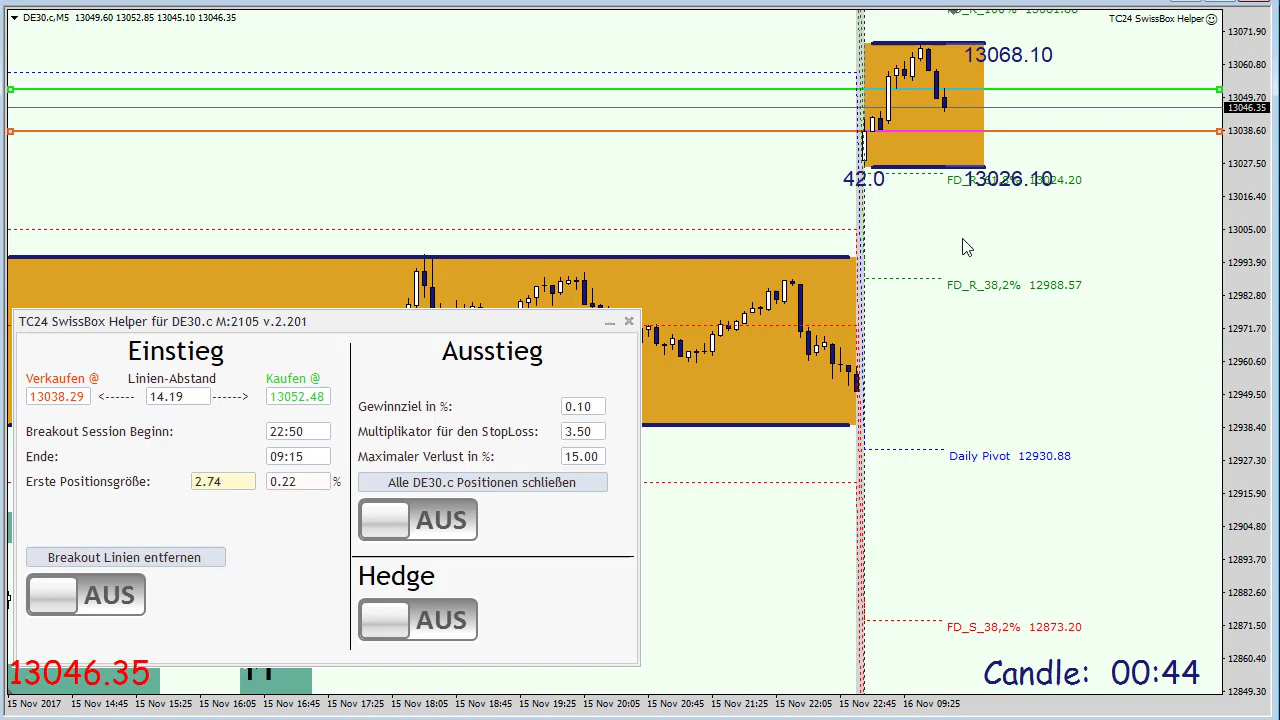 DE30.c,M5 13049.60 13052.85 13045.10 13046.35
TC24 SwissBox Helper
13071.90
13068.10
13060.80
13049.70
13046.35
13038.60
13027.50
42.0
13026.10
FD_R_61,8% 13024.20
13016.40
13005.00
12993.90
FD_R_38,2% 12988.57
12982.80
12971.70
12960.60
12949.50
12938.40
Daily Pivot 12930.88
12927.30
12915.90
12904.80
12893.70
12882.60
FD_S_38,2% 12873.20
12871.50
12860.40
12849.30
TC24 SwissBox Helper für DE30.c M:2105 v.2.201
Einstieg
Verkaufen @ Linien-Abstand Kaufen @
13038.29 <------ 14.19 ------> 13052.48
Breakout Session Begin: 22:50
Ende: 09:15
Erste Positionsgröße: 2.74 0.22 %
Breakout Linien entfernen
AUS
Ausstieg
Gewinnziel in %: 0.10
Multiplikator für den StopLoss: 3.50
Maximaler Verlust in %: 15.00
Alle DE30.c Positionen schließen
AUS
Hedge
AUS
13046.35
Candle: 00:44
15 Nov 2017 15 Nov 14:45 15 Nov 15:25 15 Nov 16:05 15 Nov 16:45 15 Nov 17:25 15 Nov 18:05 15 Nov 18:45 15 Nov 19:25 15 Nov 20:05 15 Nov 20:45 15 Nov 21:25 15 Nov 22:05 15 Nov 22:45 16 Nov 09:25